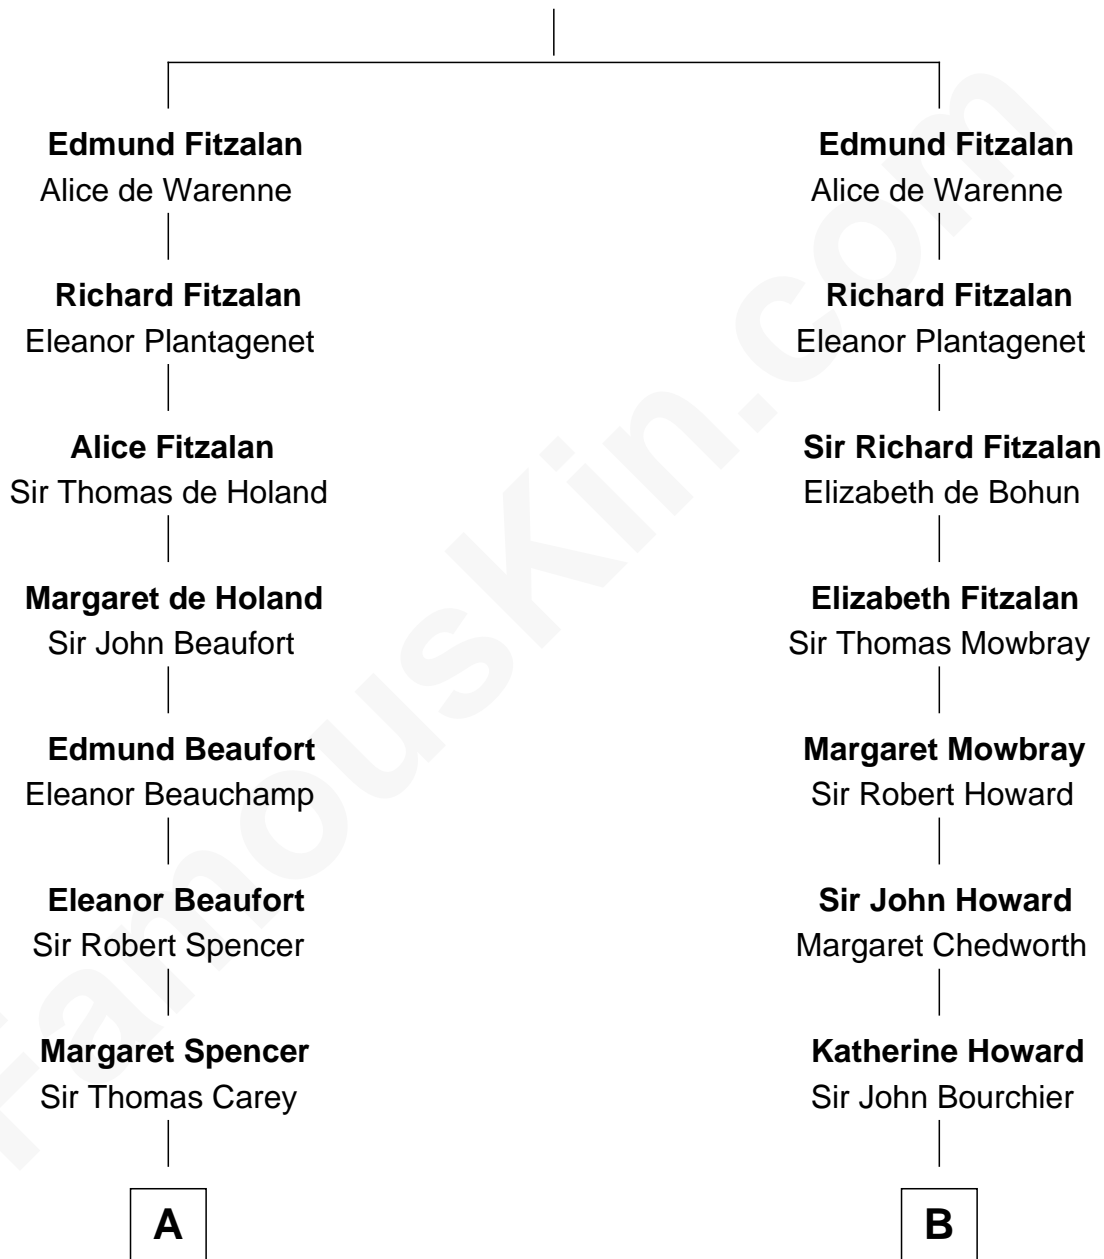 Edmund Fitzalan
Alice de Warenne
Richard Fitzalan
Eleanor Plantagenet
Alice Fitzalan
Sir Thomas de Holand
Margaret de Holand
Sir John Beaufort
Edmund Beaufort
Eleanor Beauchamp
Eleanor Beaufort
Sir Robert Spencer
Margaret Spencer
Sir Thomas Carey
A
Edmund Fitzalan
Alice de Warenne
Richard Fitzalan
Eleanor Plantagenet
Sir Richard Fitzalan
Elizabeth de Bohun
Elizabeth Fitzalan
Sir Thomas Mowbray
Margaret Mowbray
Sir Robert Howard
Sir John Howard
Margaret Chedworth
Katherine Howard
Sir John Bourchier
B
FamousKin.com